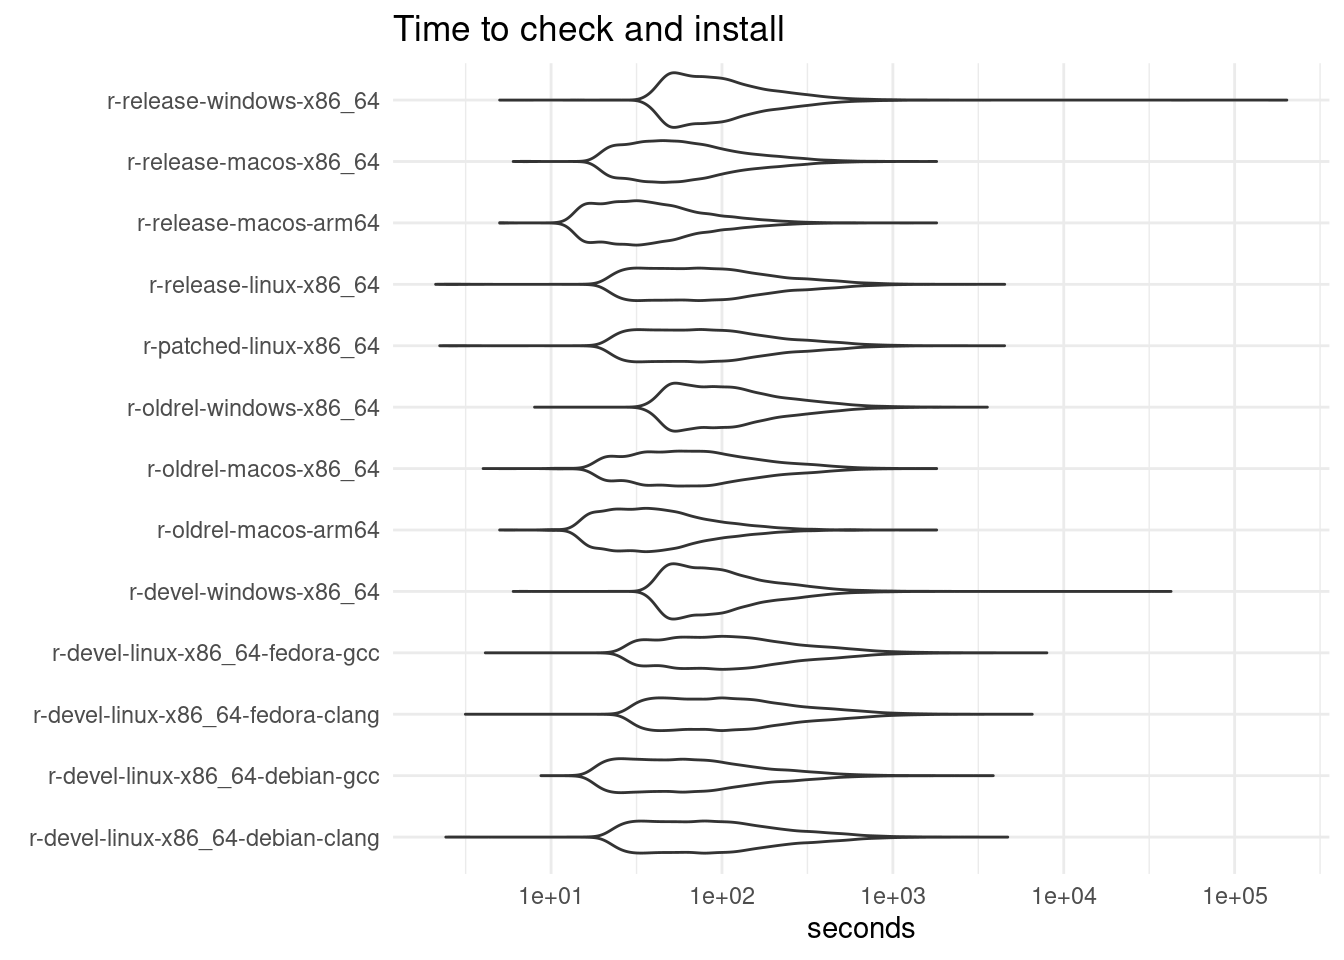 Time to check and install
r-release-windows-x86_64
r-release-macos-x86_64
r-release-macos-arm64
r-release-linux-x86_64
r-patched-linux-x86_64
r-oldrel-windows-x86_64
r-oldrel-macos-x86_64
r-oldrel-macos-arm64
r-devel-windows-x86_64
r-devel-linux-x86_64-fedora-gcc
r-devel-linux-x86_64-fedora-clang
r-devel-linux-x86_64-debian-gcc
r-devel-linux-x86_64-debian-clang
1e+01 1e+02 1e+03 1e+04 1e+05
seconds